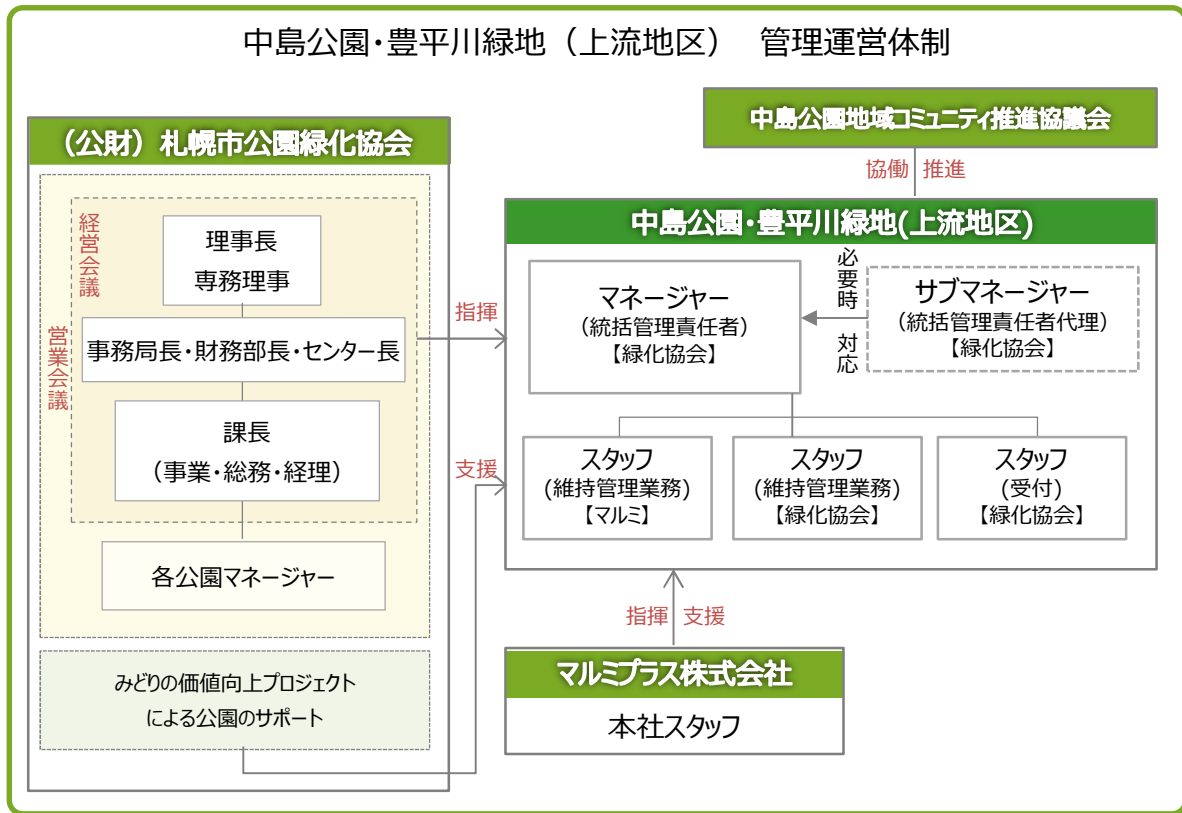 中島公園・豊平川緑地（上流地区）　管理運営体制
（公財）札幌市公園緑化協会
経営会議
営業会議
理事長
専務理事
事務局長・財務部長・センター長
課長
（事業・総務・経理）
各公園マネージャー
みどりの価値向上プロジェクト
による公園のサポート
指揮
支援
中島公園地域コミュニティ推進協議会
協働
推進
中島公園・豊平川緑地(上流地区)
マネージャー
（統括管理責任者）
【緑化協会】
必要時　対応
サブマネージャー
（統括管理責任者代理）
【緑化協会】
スタッフ
(維持管理業務)
【マルミ】
スタッフ
(維持管理業務)
【緑化協会】
スタッフ
(受付)
【緑化協会】
指揮
支援
マルミプラス株式会社
本社スタッフ